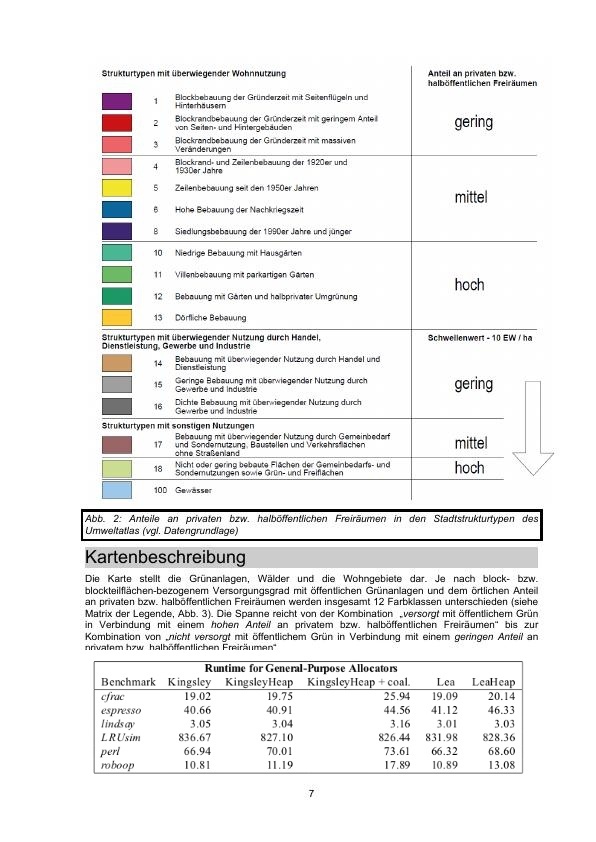 Strukturtypen mit überwiegender Wohnnutzung
Anteil an privaten bzw.
halböffentlichen Freiräumen
1 Blockbebauung der Gründerzeit mit Seitenflügeln und
Hinterhäusern
2 Blockrandbebauung der Gründerzeit mit geringem Anteil
von Seiten- und Hintergebäuden
gering
3 Blockrandbebauung der Gründerzeit mit massiven
Veränderungen
4 Blockrand- und Zeilenbebauung der 1920er und
1930er Jahre
5 Zeilenbebauung seit den 1950er Jahren
mittel
6 Hohe Bebauung der Nachkriegszeit
8 Siedlungsbebauung der 1990er Jahre und jünger
10 Niedrige Bebauung mit Hausgärten
11 Villenbebauung mit parkartigen Gärten
hoch
12 Bebauung mit Gärten und halbprivater Umgrünung
13 Dörfliche Bebauung
Strukturtypen mit überwiegender Nutzung durch Handel,
Dienstleistung, Gewerbe und Industrie
Schwellenwert - 10 EW / ha
14 Bebauung mit überwiegender Nutzung durch Handel und
Dienstleistung
15 Geringe Bebauung mit überwiegender Nutzung durch
Gewerbe und Industrie
gering
16 Dichte Bebauung mit überwiegender Nutzung durch
Gewerbe und Industrie
Strukturtypen mit sonstigen Nutzungen
17 Bebauung mit überwiegender Nutzung durch Gemeinbedarf
und Sondernutzung, Baustellen und Verkehrsflächen
ohne Straßenland
mittel
18 Nicht oder gering bebaute Flächen der Gemeinbedarfs- und
Sondernutzungen sowie Grün- und Freiflächen
hoch
100 Gewässer
Abb. 2: Anteile an privaten bzw. halböffentlichen Freiräumen in den Stadtstrukturtypen des
Umweltatlas (vgl. Datengrundlage)
Kartenbeschreibung
Die Karte stellt die Grünanlagen, Wälder und die Wohngebiete dar. Je nach block- bzw.
blockteilflächen-bezogenem Versorgungsgrad mit öffentlichen Grünanlagen und dem örtlichen Anteil
an privaten bzw. halböffentlichen Freiräumen werden insgesamt 12 Farbklassen unterschieden (siehe
Matrix der Legende, Abb. 3). Die Spanne reicht von der Kombination „versorgt mit öffentlichem Grün
in Verbindung mit einem hohen Anteil an privatem bzw. halböffentlichen Freiräumen“ bis zur
Kombination von „nicht versorgt mit öffentlichem Grün in Verbindung mit einem geringen Anteil an
privatem bzw. halböffentlichen Freiräumen“
Runtime for General-Purpose Allocators
Benchmark Kingsley KingsleyHeap KingsleyHeap + coal. Lea LeaHeap
cfrac 19.02 19.75 25.94 19.09 20.14
espresso 40.66 40.91 44.56 41.12 46.33
lindsay 3.05 3.04 3.16 3.01 3.03
LRUsim 836.67 827.10 826.44 831.98 828.36
perl 66.94 70.01 73.61 66.32 68.60
roboop 10.81 11.19 17.89 10.89 13.08
7